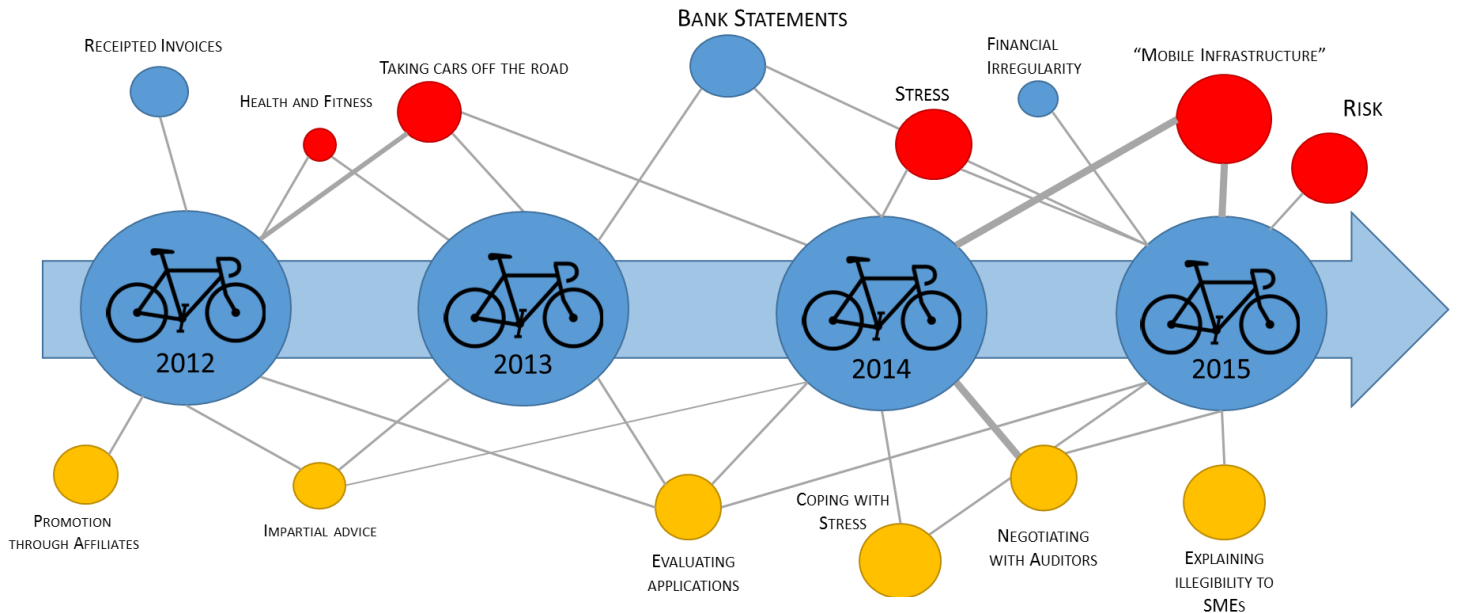 BANK STATEMENTS
RECEIPTED INVOICES
FINANCIAL
IRREGULARITY
"MOBILE INFRASTRUCTURE"
TAKING CARS OFF THE ROAD
HEALTH AND FITNESS
STRESS
RISK
2012
2013
2014
2015
PROMOTION
THROUGH AFFILIATES
IMPARTIAL ADVICE
EVALUATING
APPLICATIONS
COPING WITH
STRESS
NEGOTIATING
WITH AUDITORS
EXPLAINING
ILLEGIBILITY TO
SMES